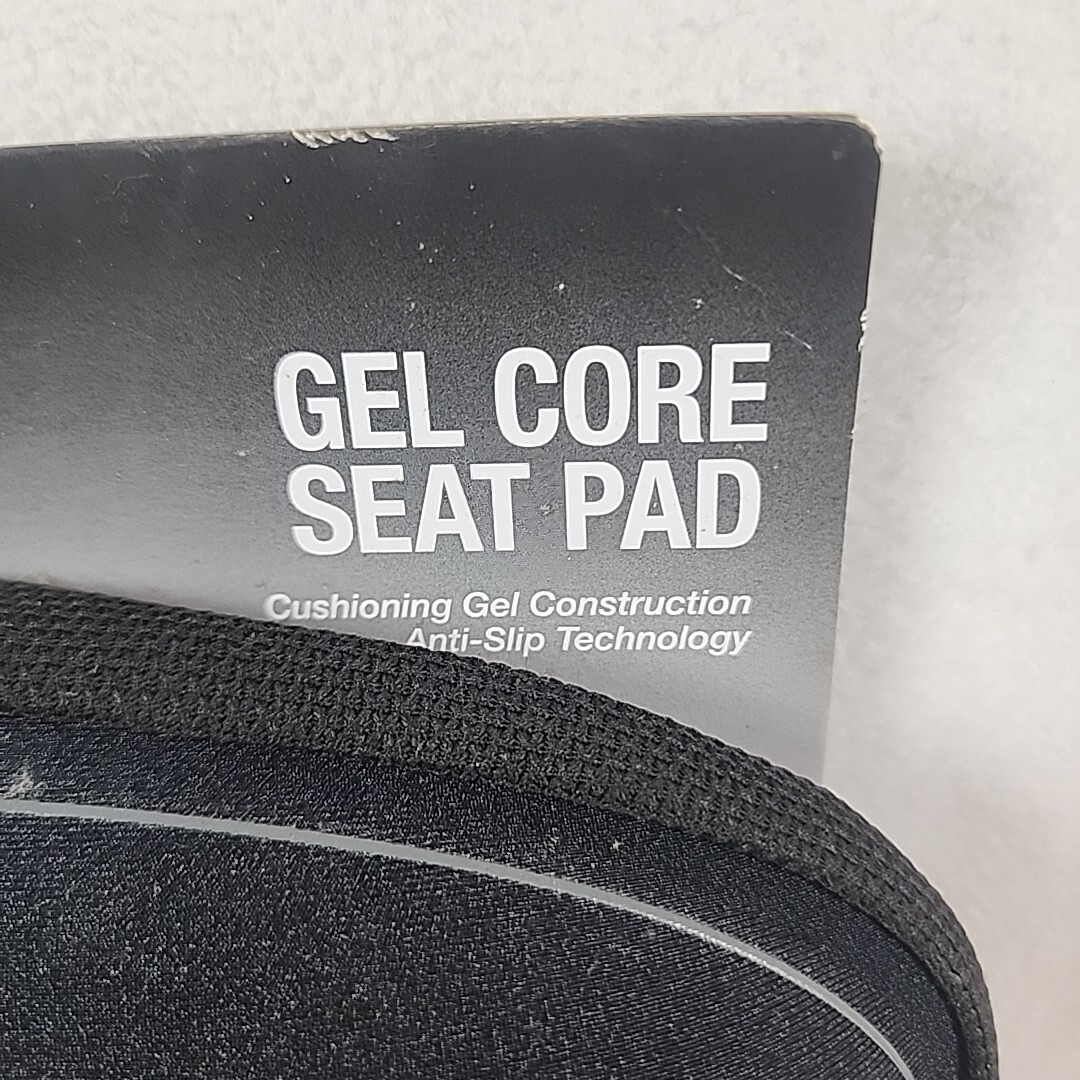 GEL CORE
SEAT PAD
Cushioning Gel Construction
Anti-Slip Technology